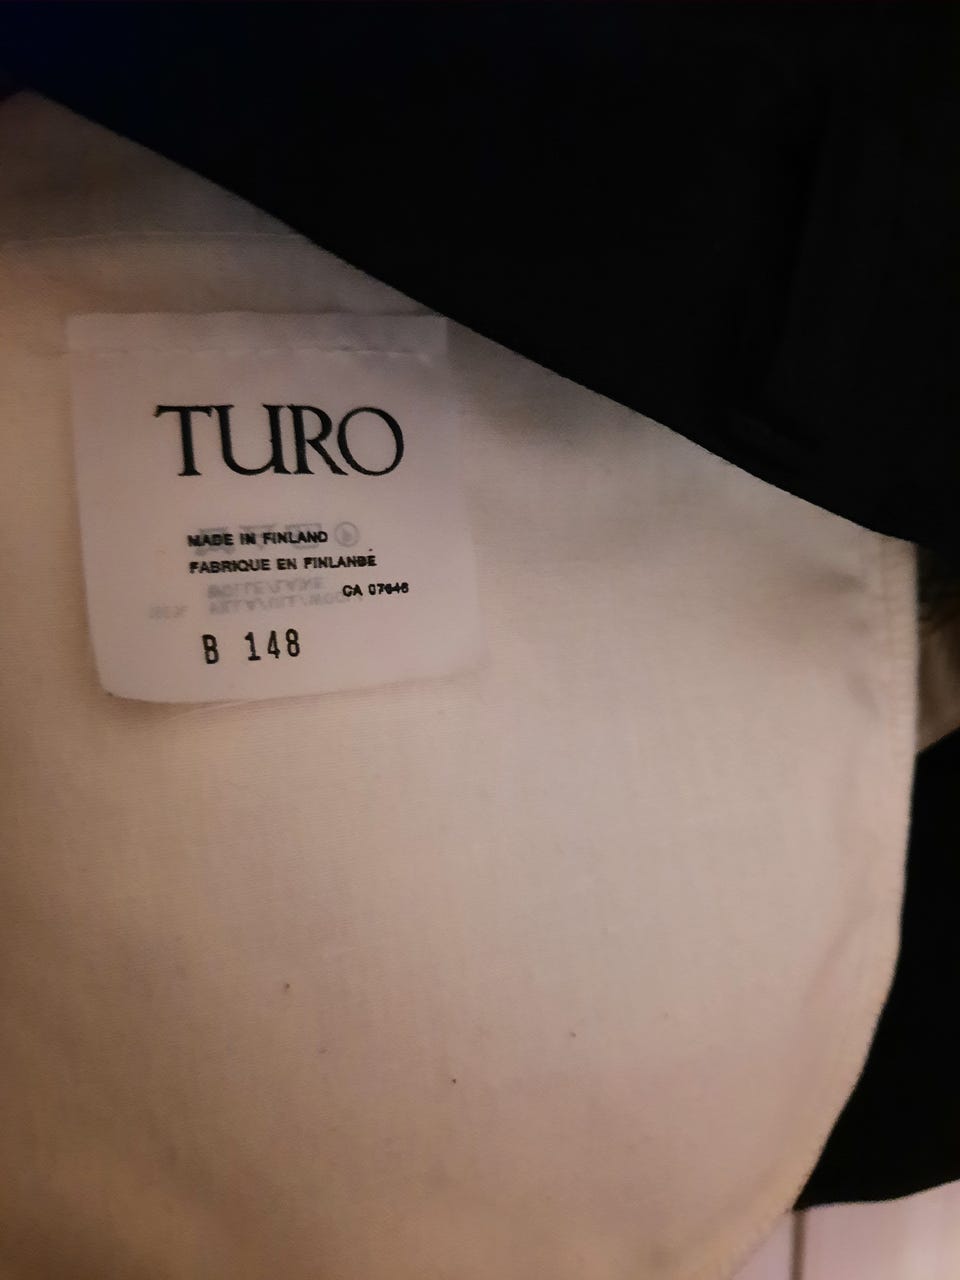 TURO
MADE IN FINLAND
FABRIQUE EN FINLANDE
CA 07646
B 148